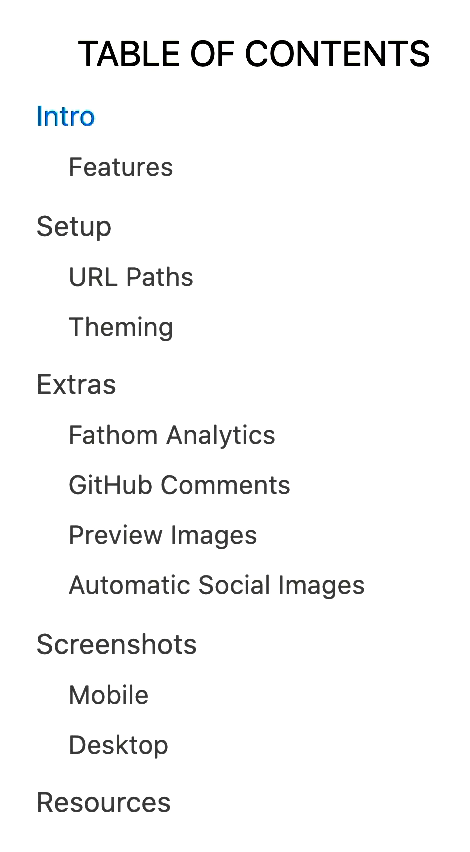 TABLE OF CONTENTS
Intro
Features
Setup
URL Paths
Theming
Extras
Fathom Analytics
GitHub Comments
Preview Images
Automatic Social Images
Screenshots
Mobile
Desktop
Resources